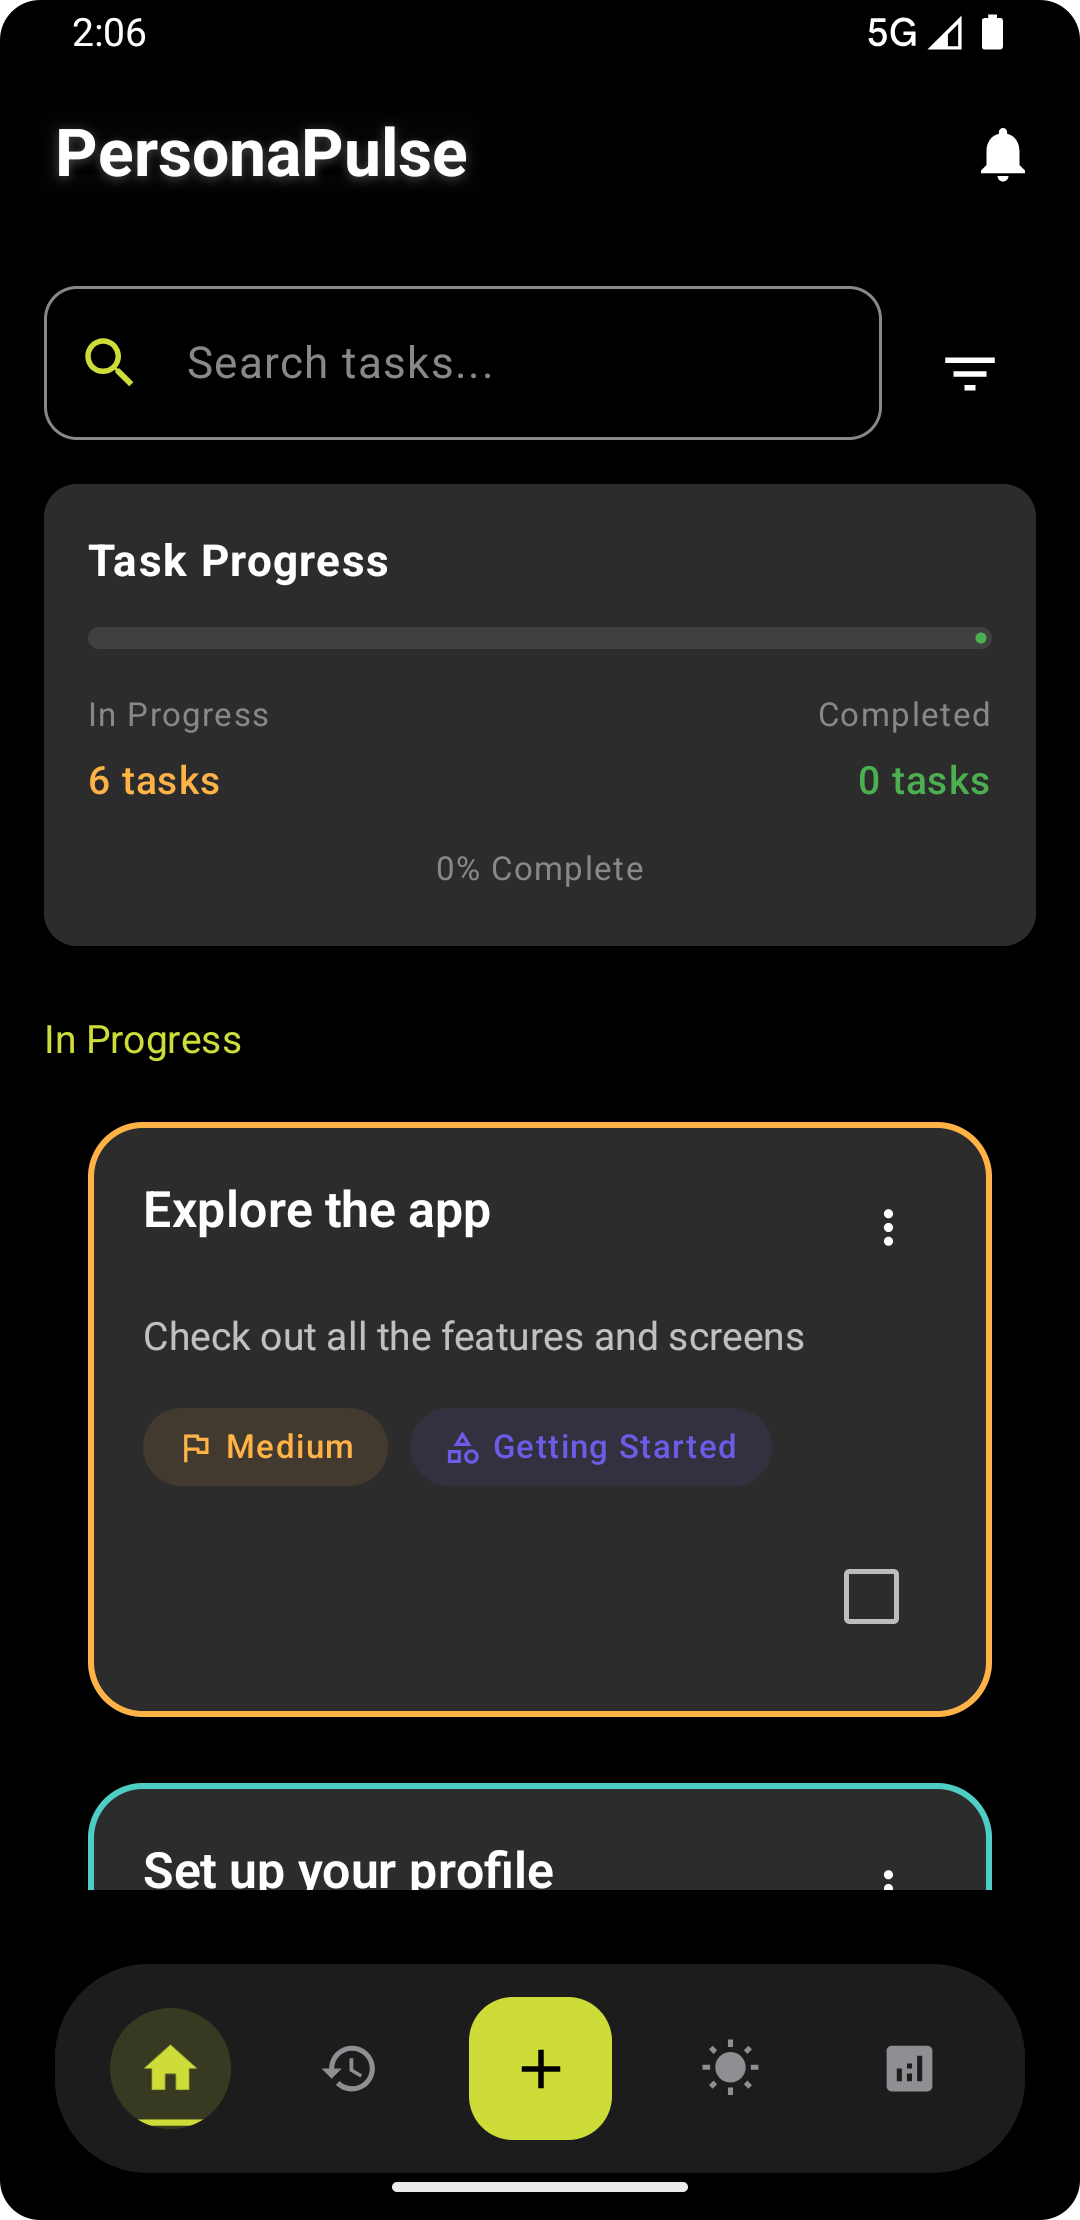 2:06
5G
PersonaPulse
Search tasks...
Task Progress
In Progress
Completed
6 tasks
0 tasks
0% Complete
In Progress
Explore the app
Check out all the features and screens
Medium
Getting Started
Set up your profile